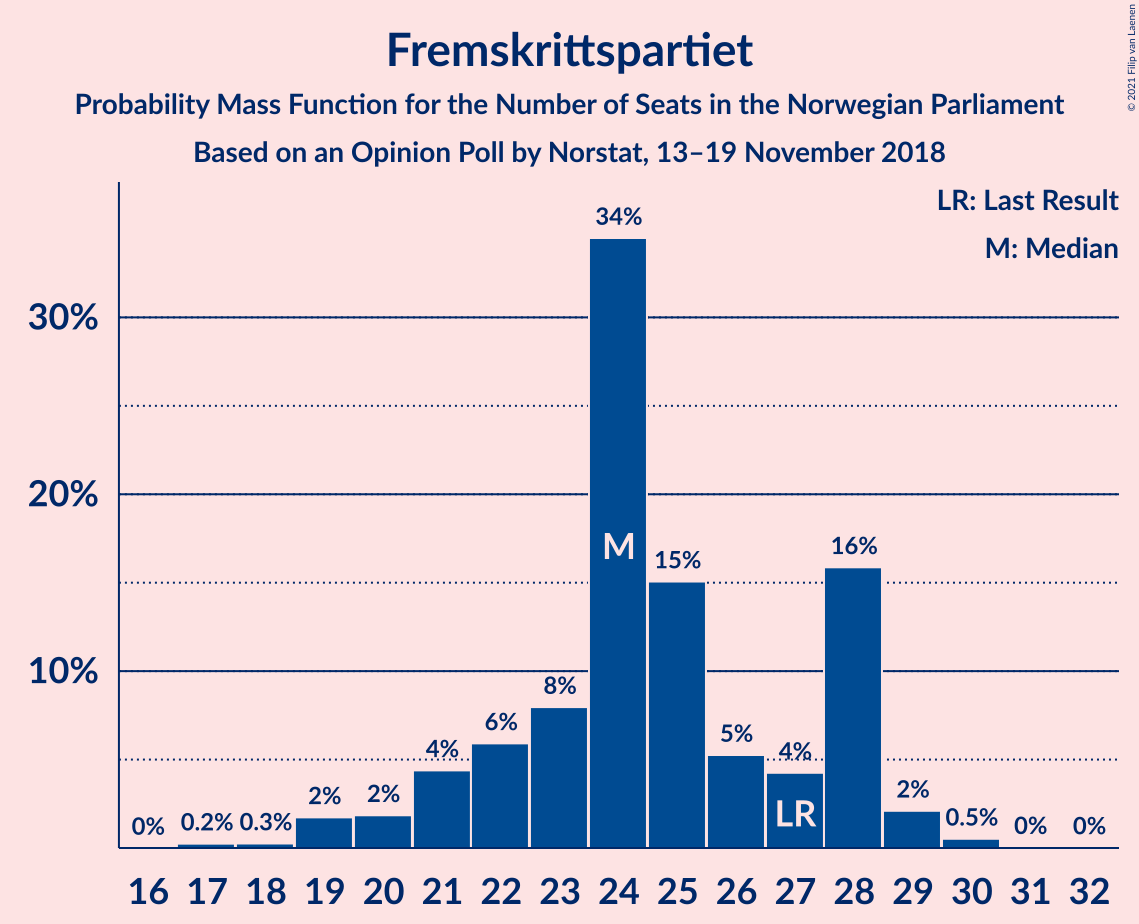 Fremskrittspartiet
Probability Mass Function for the Number of Seats in the Norwegian Parliament
Based on an Opinion Poll by Norstat, 13–19 November 2018
© 2021 Filip van Laenen
LR: Last Result
M: Median
30%
20%
10%
0%
0.2%
0.3%
2%
2%
4%
6%
8%
34%
M
15%
5%
4%
LR
16%
2%
0.5%
0%
0%
16 17 18 19 20 21 22 23 24 25 26 27 28 29 30 31 32